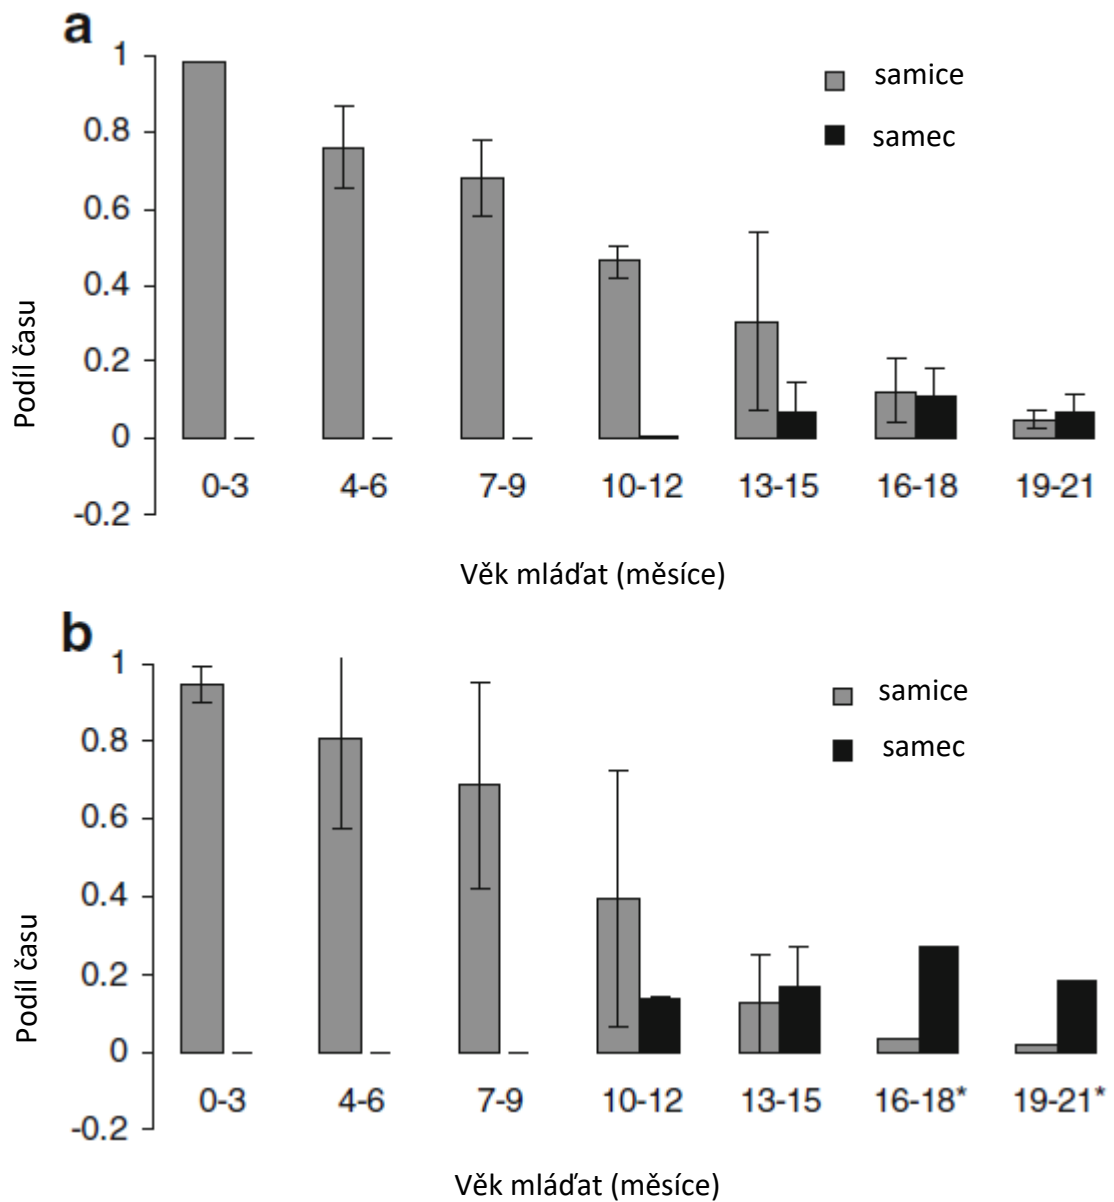 a
1
0.8
0.6
0.4
0.2
0
-0.2
samice
samec
Podíl času
0-3 4-6 7-9 10-12 13-15 16-18 19-21
Věk mláďat (měsíce)
b
1
0.8
0.6
0.4
0.2
0
-0.2
samice
samec
Podíl času
0-3 4-6 7-9 10-12 13-15 16-18* 19-21*
Věk mláďat (měsíce)